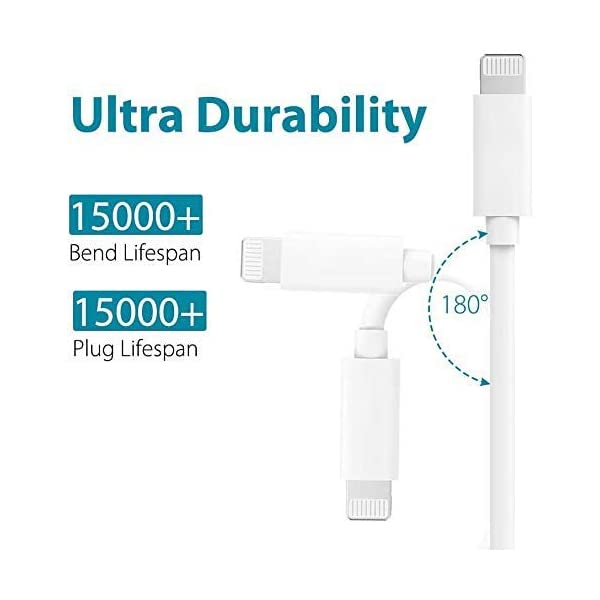 Ultra Durability
15000+
Bend Lifespan
15000+
Plug Lifespan
180°